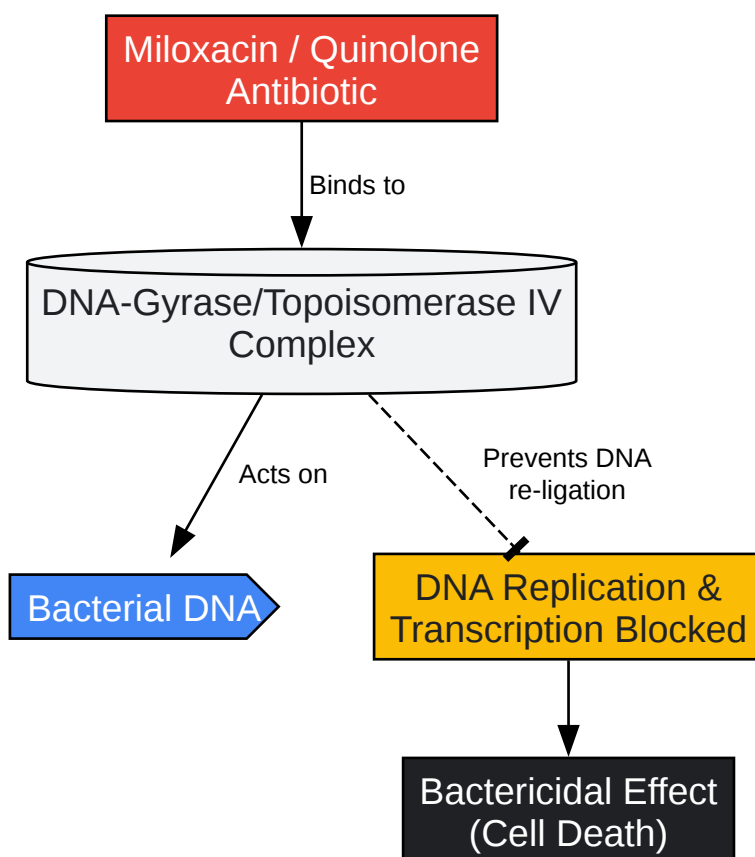 Miloxacin / Quinolone
Antibiotic
Binds to
DNA-Gyrase/Topoisomerase IV
Complex
Acts on
Prevents DNA
re-ligation
Bacterial DNA
DNA Replication &
Transcription Blocked
Bactericidal Effect
(Cell Death)